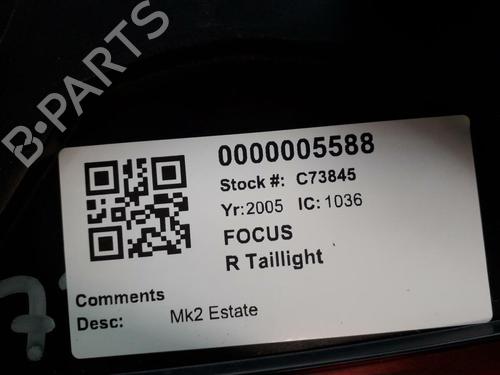 B-PARTS
0000005588
Stock #: C73845
Yr: 2005 IC: 1036
FOCUS
R Taillight
Comments
Desc: Mk2 Estate